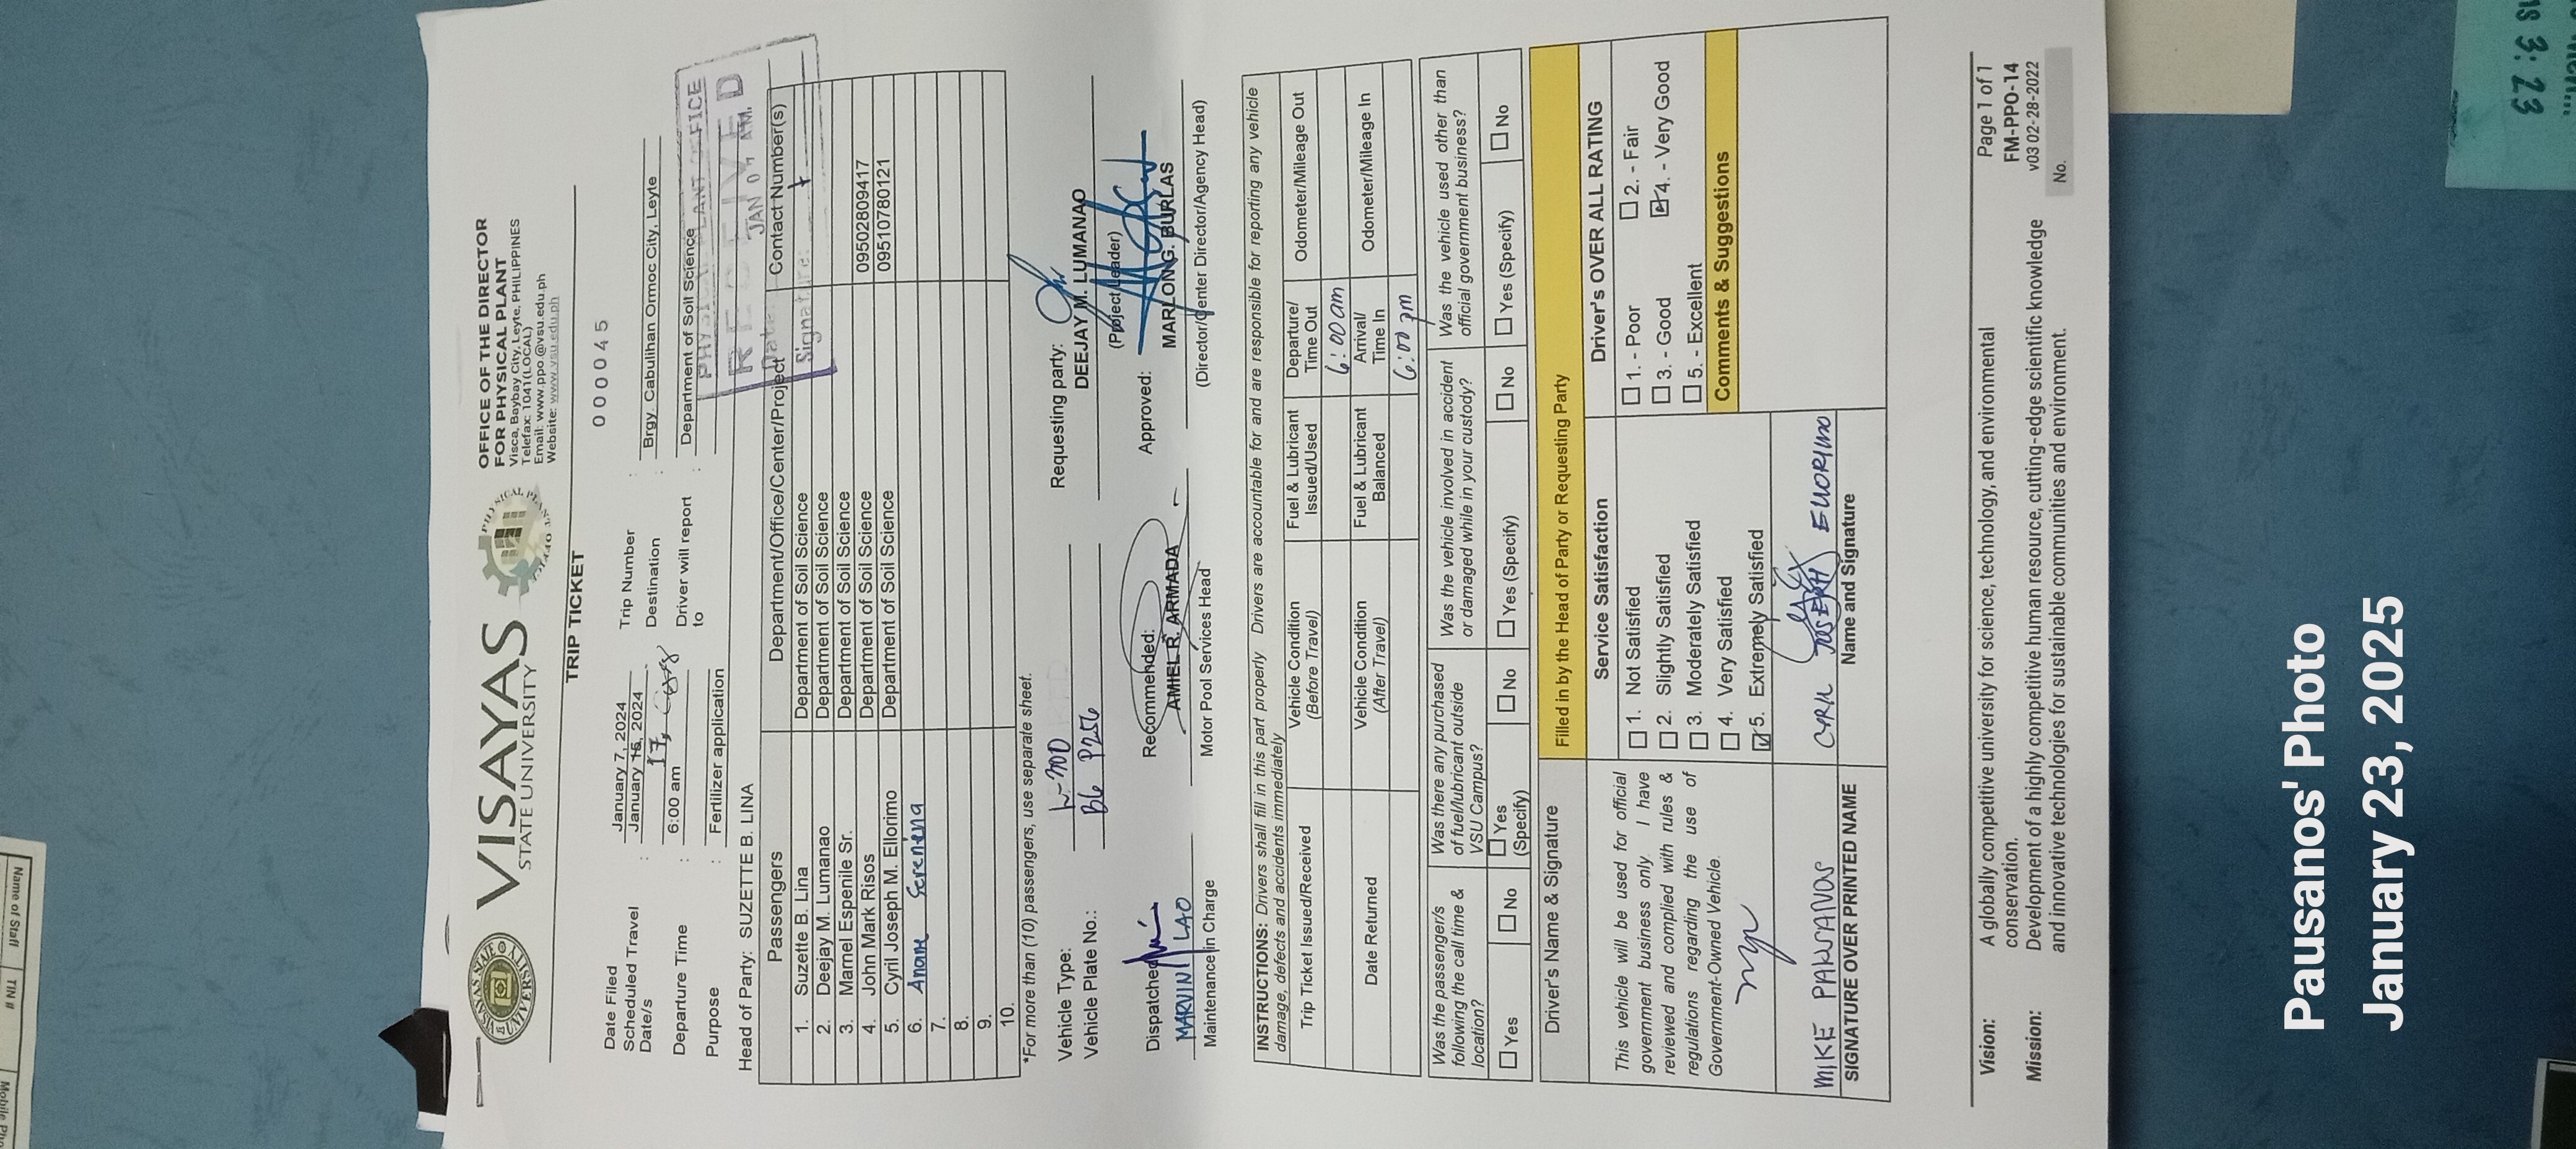 VISAYAS
STATE UNIVERSITY
OFFICE OF THE DIRECTOR
FOR PHYSICAL PLANT
Visca, Baybay City, Leyte, PHILIPPINES
Telefax: 1041(LOCAL)
Email: www.ppo.@vsu.edu.ph
Website: www.vsu.edu.ph
TRIP TICKET
000045
Date Filed : January 7, 2024
Trip Number :
Scheduled Travel Date/s : January 16, 2024
17,
Destination : Brgy. Cabulihan Ormoc City, Leyte
Departure Time : 6:00 am
Driver will report to : Department of Soil Science
Purpose : Fertilizer application
PHYSICAL PLANT OFFICE
RECEIVED
Date:
JAN 07
Signature:
Head of Party: SUZETTE B. LINA
Passengers Department/Office/Center/Project Contact Number(s)
1. Suzette B. Lina Department of Soil Science
2. Deejay M. Lumanao Department of Soil Science
3. Marnel Espenile Sr. Department of Soil Science
4. John Mark Risos Department of Soil Science 09502809417
5. Cyril Joseph M. Ellorimo Department of Soil Science 09510780121
6.
7.
8.
9.
10.
*For more than (10) passengers, use separate sheet.
Vehicle Type: L-300
Vehicle Plate No.: B6 P256
Requesting party:
DEEJAY M. LUMANAO
(Project Leader)
Dispatched
MARVIN LAO
Maintenance in Charge
Recommended:
AMIEL R. ARMADA
Motor Pool Services Head
Approved:
MARLON G. BURLAS
(Director/Center Director/Agency Head)
INSTRUCTIONS: Drivers shall fill in this part properly Drivers are accountable for and are responsible for reporting any vehicle
damage, defects and accidents immediately
Trip Ticket Issued/Received Vehicle Condition (Before Travel) Fuel & Lubricant Issued/Used Departure/ Time Out Odometer/Mileage Out
6:00 am
Date Returned Vehicle Condition (After Travel) Fuel & Lubricant Balanced Arrival/ Time In Odometer/Mileage In
6:00 pm
Was the passenger/s following the call time & location?
Was there any purchased of fuel/lubricant outside VSU Campus?
Was the vehicle involved in accident or damaged while in your custody?
Was the vehicle used other than official government business?
Yes No Yes (Specify) No Yes (Specify) No Yes (Specify) No
Driver's Name & Signature
Filled in by the Head of Party or Requesting Party
This vehicle will be used for official
government business only. I have
reviewed and complied with rules &
regulations regarding the use of
Government-Owned Vehicle.
MIKE PAUSANOS
SIGNATURE OVER PRINTED NAME
Service Satisfaction
1. Not Satisfied
2. Slightly Satisfied
3. Moderately Satisfied
4. Very Satisfied
5. Extremely Satisfied
CYRIL JOSEPH ELLORIMO
Name and Signature
Driver's OVER ALL RATING
1. - Poor 2. - Fair
3. - Good 4. - Very Good
5. - Excellent
Comments & Suggestions
Vision: A globally competitive university for science, technology, and environmental
conservation.
Mission: Development of a highly competitive human resource, cutting-edge scientific knowledge
and innovative technologies for sustainable communities and environment.
Page 1 of 1
FM-PPO-14
v03 02-28-2022
No.
Name of Staff
TIN #
3:23
Pausanos' Photo
January 23, 2025